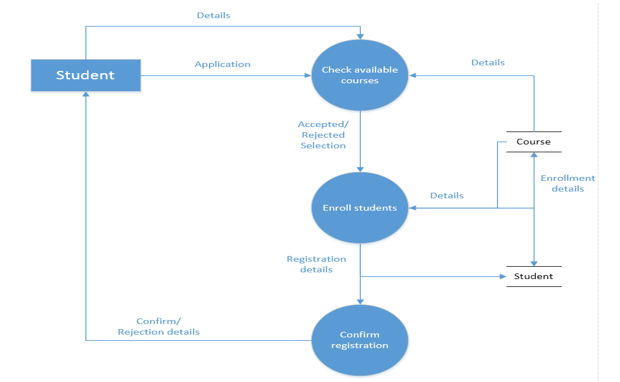 Details
Student
Application
Check available
courses
Details
Accepted/
Rejected
Selection
Course
Enrollment
details
Enroll students
Details
Registration
details
Student
Confirm/
Rejection details
Confirm
registration